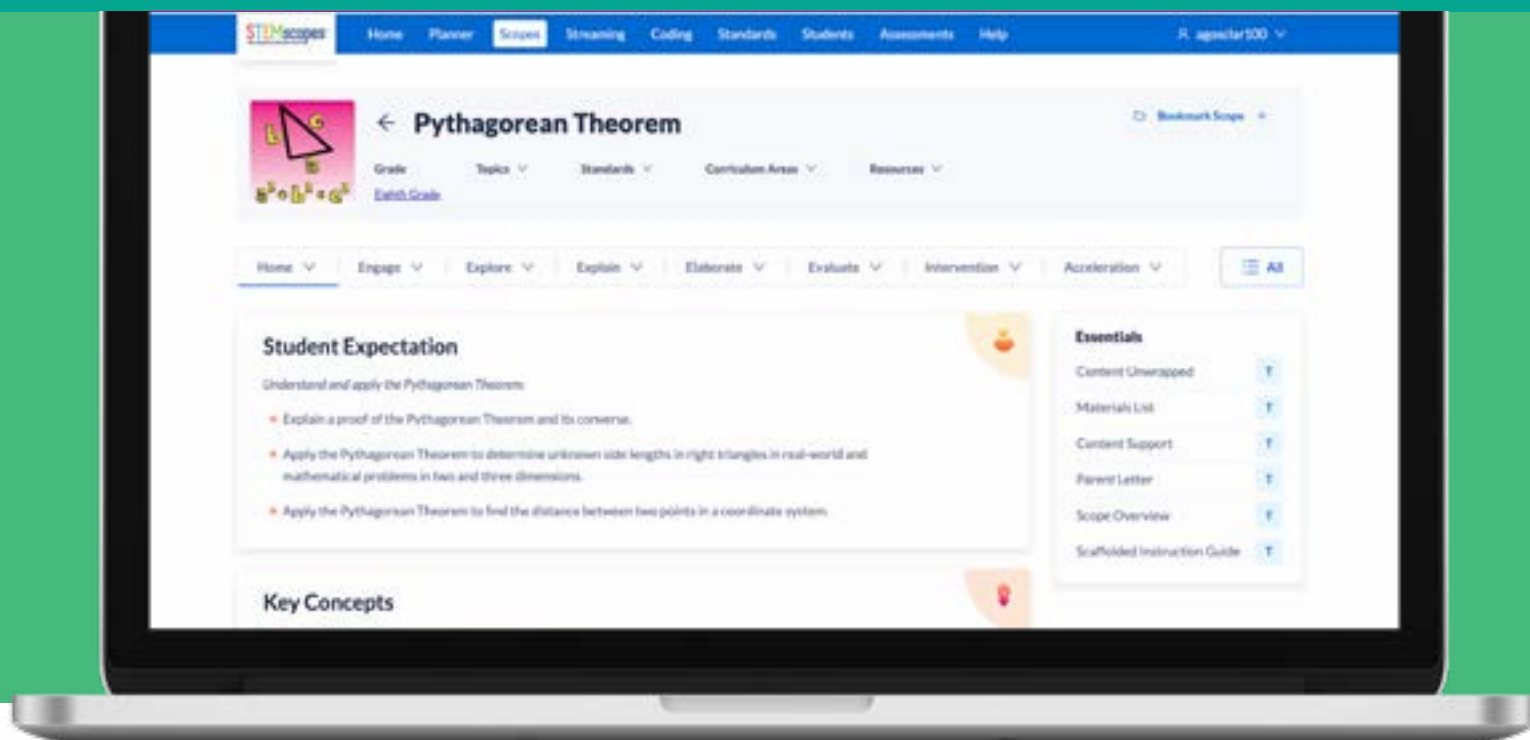 STEMscopes Home Planner Scopes Streaming Coding Standards Students Assessments Help
← Pythagorean Theorem
Bookmark Scope +
Grade Topics Standards Curriculum Areas Resources
Eighth Grade
Home Engage Explore Explain Elaborate Evaluate Intervention Acceleration All
Student Expectation
Understand and apply the Pythagorean Theorem:
Explain a proof of the Pythagorean Theorem and its converse.
Apply the Pythagorean Theorem to determine unknown side lengths in right triangles in real-world and
mathematical problems in two and three dimensions.
Apply the Pythagorean Theorem to find the distance between two points in a coordinate system.
Key Concepts
Essentials
Content Unwrapped T
Materials List T
Content Support T
Parent Letter T
Scope Overview T
Scaffolded Instruction Guide T